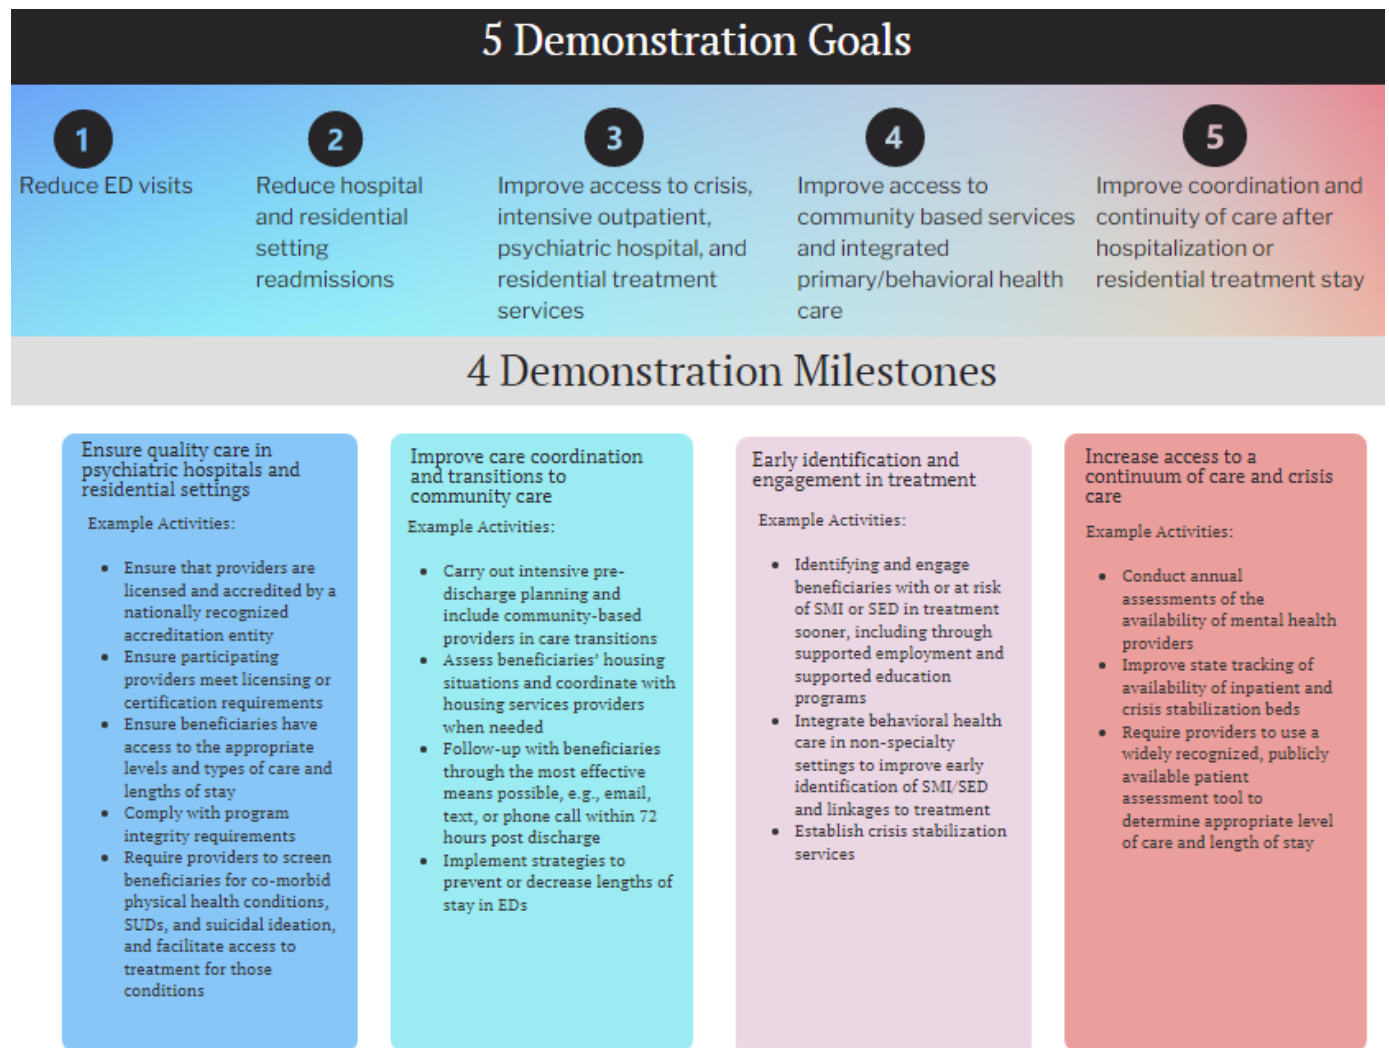 5 Demonstration Goals
1
Reduce ED visits
2
Reduce hospital
and residential
setting
readmissions
3
Improve access to crisis,
intensive outpatient,
psychiatric hospital, and
residential treatment
services
4
Improve access to
community based services
and integrated
primary/behavioral health
care
5
Improve coordination and
continuity of care after
hospitalization or
residential treatment stay
4 Demonstration Milestones
Ensure quality care in
psychiatric hospitals and
residential settings
Example Activities:
• Ensure that providers are
licensed and accredited by a
nationally recognized
accreditation entity
• Ensure participating
providers meet licensing or
certification requirements
• Ensure beneficiaries have
access to the appropriate
levels and types of care and
lengths of stay
• Comply with program
integrity requirements
• Require providers to screen
beneficiaries for co-morbid
physical health conditions,
SUDs, and suicidal ideation,
and facilitate access to
treatment for those
conditions
Improve care coordination
and transitions to
community care
Example Activities:
• Carry out intensive pre-
discharge planning and
include community-based
providers in care transitions
• Assess beneficiaries' housing
situations and coordinate with
housing services providers
when needed
• Follow-up with beneficiaries
through the most effective
means possible, e.g., email,
text, or phone call within 72
hours post discharge
• Implement strategies to
prevent or decrease lengths of
stay in EDs
Early identification and
engagement in treatment
Example Activities:
• Identifying and engage
beneficiaries with or at risk
of SMI or SED in treatment
sooner, including through
supported employment and
supported education
programs
• Integrate behavioral health
care in non-specialty
settings to improve early
identification of SMI/SED
and linkages to treatment
• Establish crisis stabilization
services
Increase access to a
continuum of care and crisis
care
Example Activities:
• Conduct annual
assessments of the
availability of mental health
providers
• Improve state tracking of
availability of inpatient and
crisis stabilization beds
• Require providers to use a
widely recognized, publicly
available patient
assessment tool to
determine appropriate level
of care and length of stay